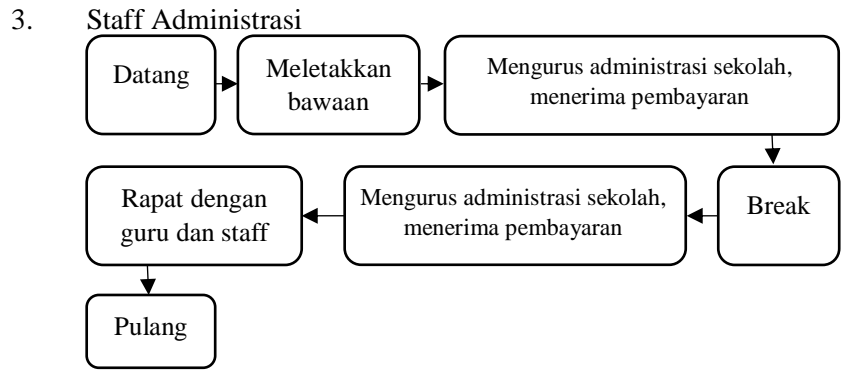 3. Staff Administrasi
Datang
Meletakkan
bawaan
Mengurus administrasi sekolah,
menerima pembayaran
Break
Mengurus administrasi sekolah,
menerima pembayaran
Rapat dengan
guru dan staff
Pulang